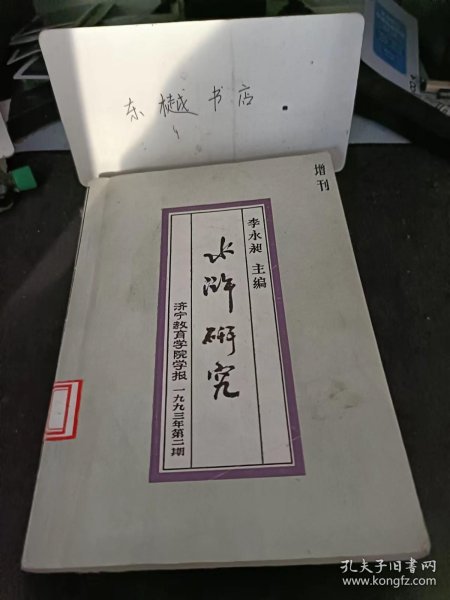 东樾书店
增刊
李永昶 主编
水浒研究
济宁教育学院学报 一九九三年第二期
孔夫子旧书网
www.kongfz.com